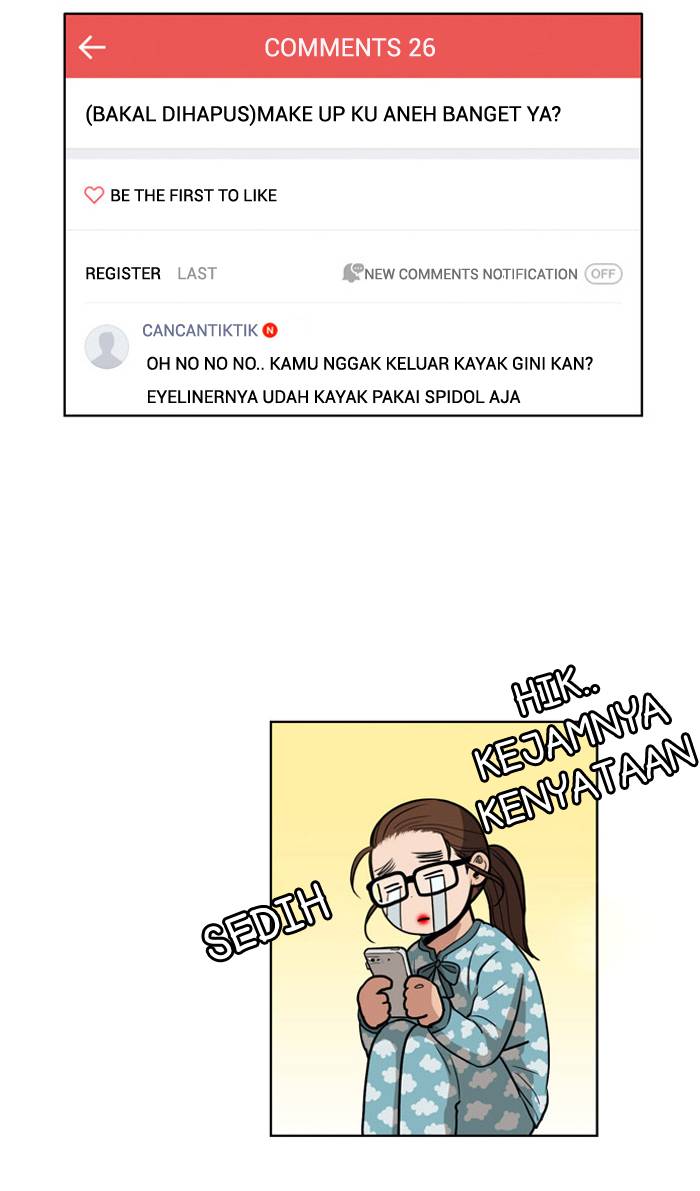 COMMENTS 26
(BAKAL DIHAPUS)MAKE UP KU ANEH BANGET YA?
BE THE FIRST TO LIKE
REGISTER LAST NEW COMMENTS NOTIFICATION OFF
CANCANTIKTIK N
OH NO NO NO.. KAMU NGGAK KELUAR KAYAK GINI KAN?
EYELINERNYA UDAH KAYAK PAKAI SPIDOL AJA
HIK..
KEJAMNYA
KENYATAAN
SEDIH